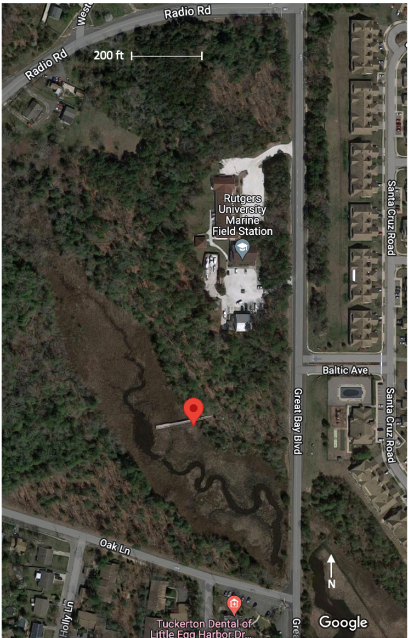 Radio Rd
West
200 ft
Radio Rd
Rutgers
University
Marine
Field Station
Santa Cruz Road
Baltic Ave
Great Bay Blvd
Santa Cruz Road
Oak Ln
N
Holly Ln
Tuckerton Dental of
Little Egg Harbor Dr...
Gre
Google